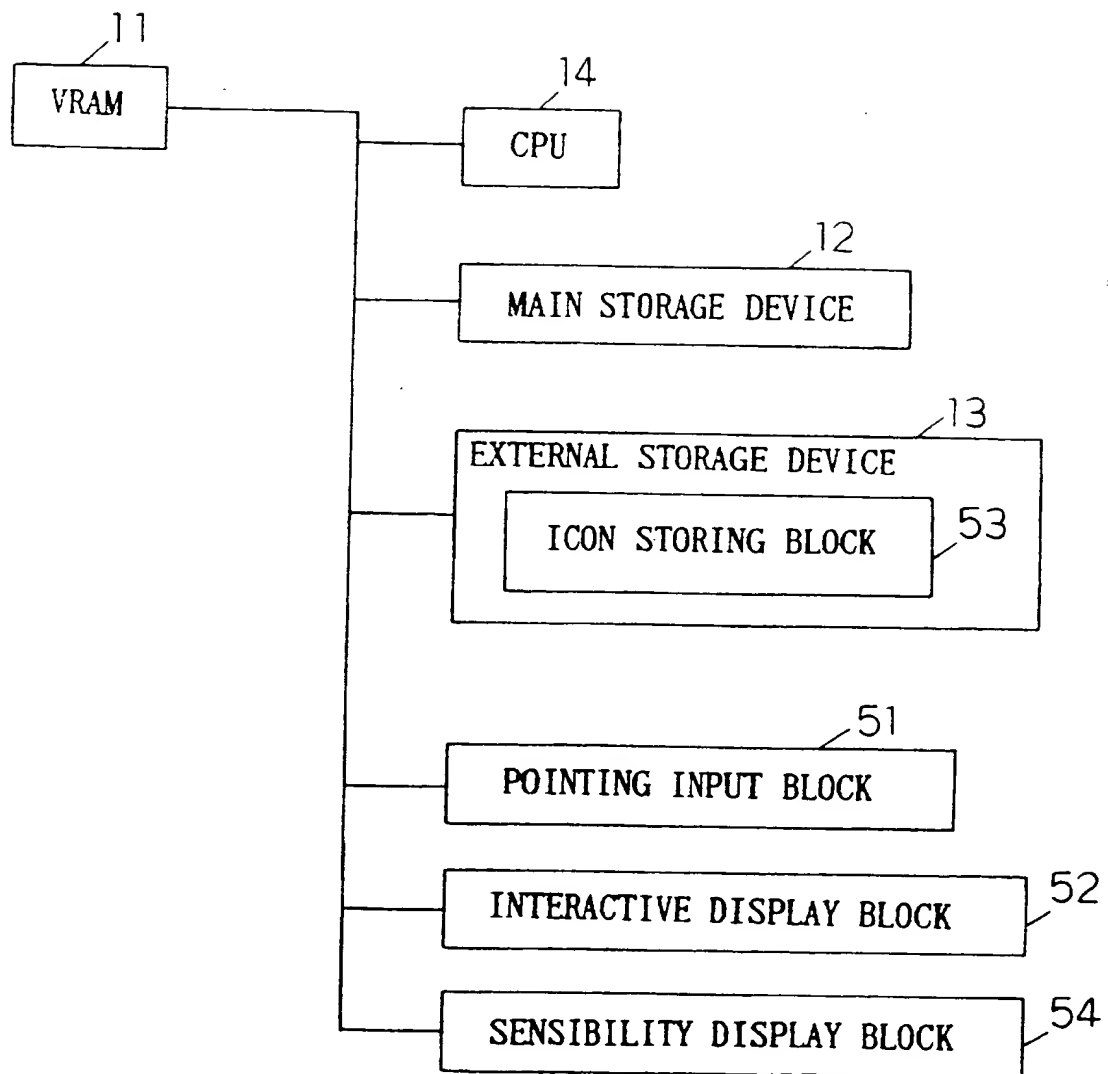 11
VRAM
14
CPU
12
MAIN STORAGE DEVICE
13
EXTERNAL STORAGE DEVICE
ICON STORING BLOCK
53
51
POINTING INPUT BLOCK
INTERACTIVE DISPLAY BLOCK
52
SENSIBILITY DISPLAY BLOCK
54